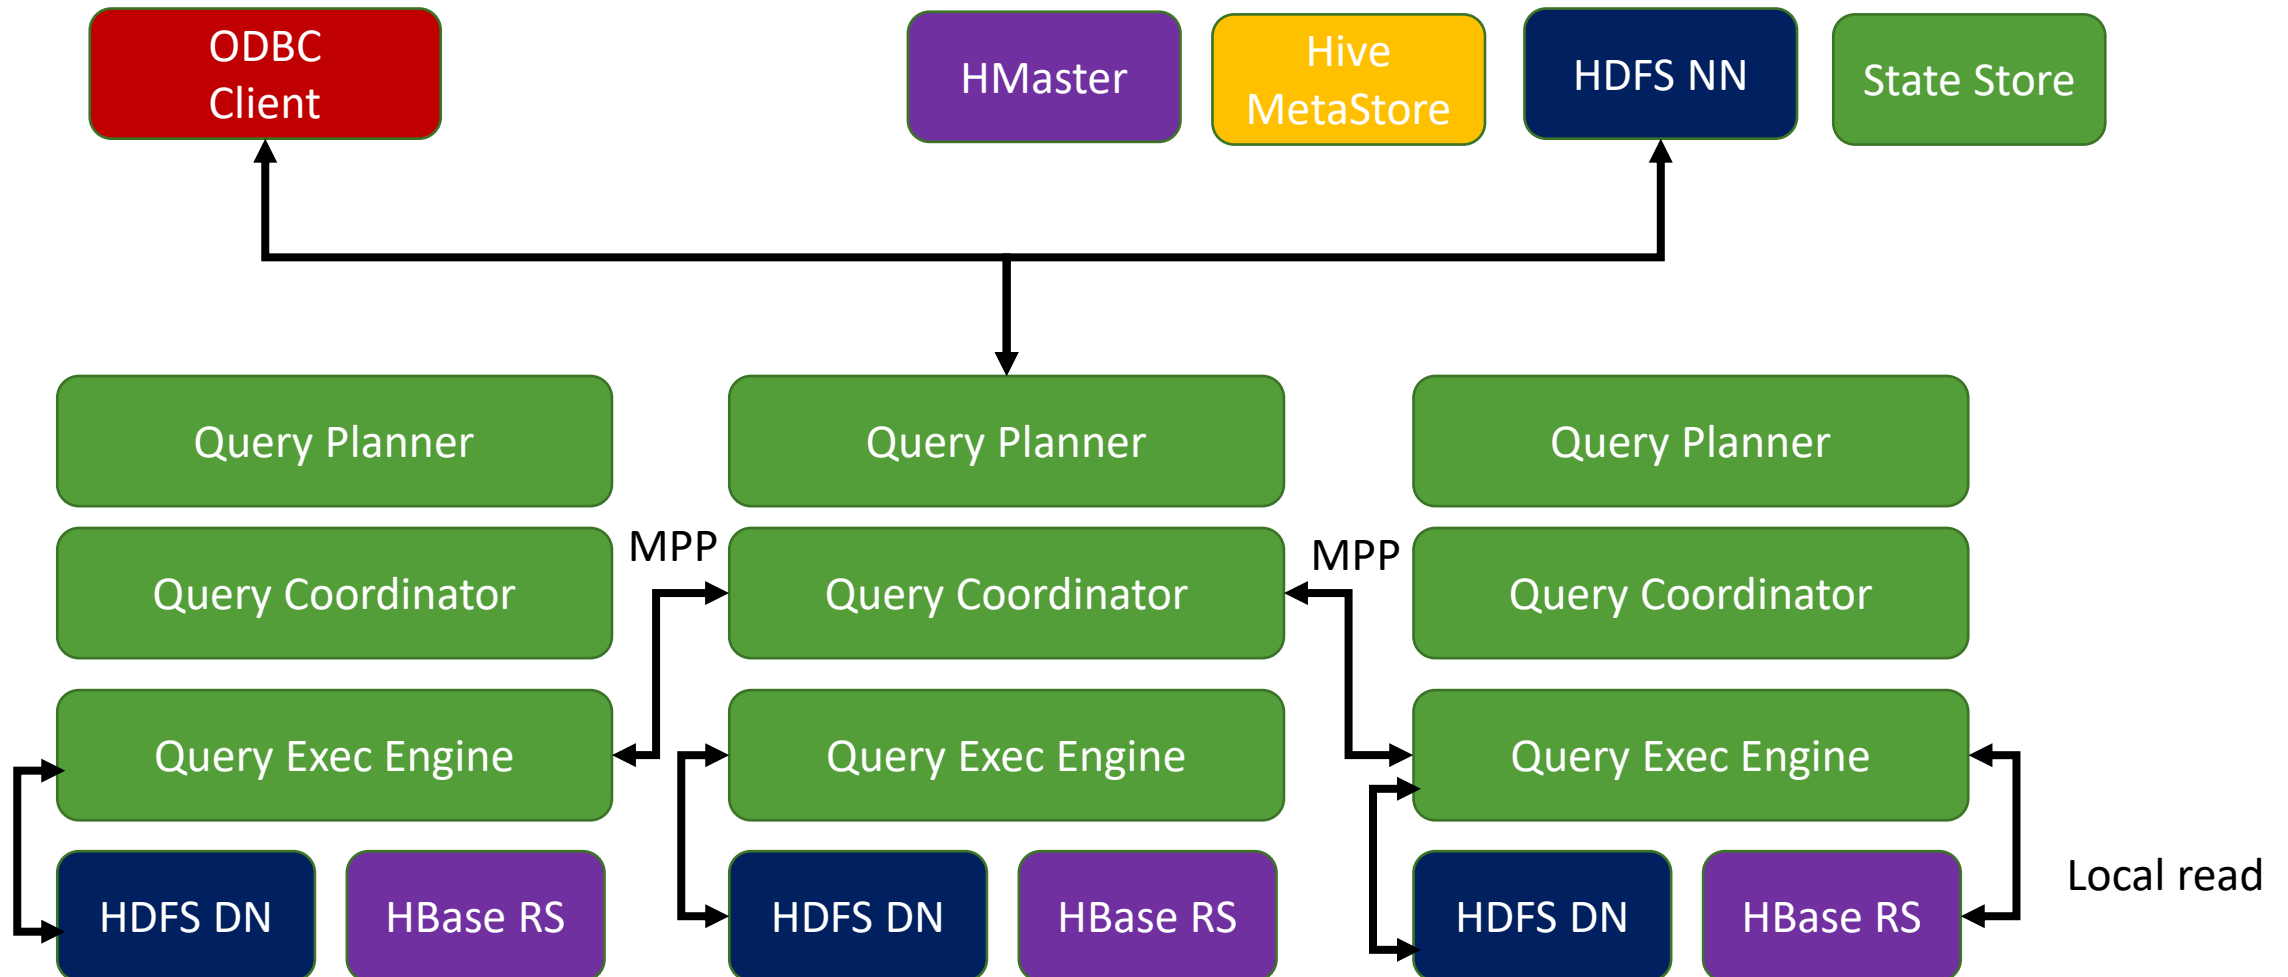 ODBC
Client
HMaster
Hive
MetaStore
HDFS NN
State Store
Query Planner
Query Planner
Query Planner
MPP
MPP
Query Coordinator
Query Coordinator
Query Coordinator
Query Exec Engine
Query Exec Engine
Query Exec Engine
HDFS DN
HBase RS
HDFS DN
HBase RS
HDFS DN
HBase RS
Local read